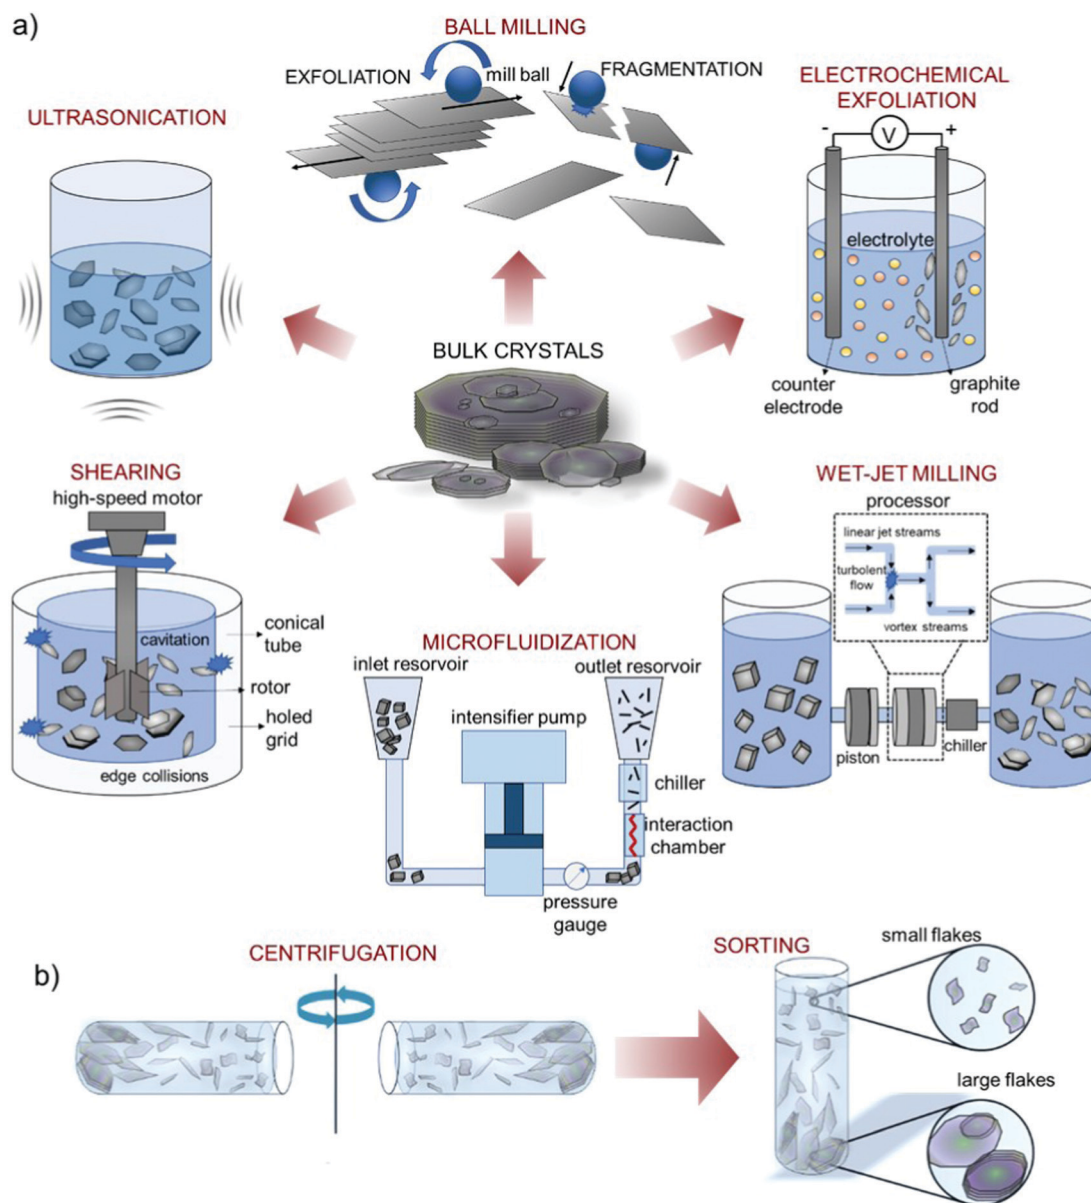 a)
BALL MILLING
EXFOLIATION
mill ball
FRAGMENTATION
ULTRASONICATION
ELECTROCHEMICAL
EXFOLIATION
-
V
+
electrolyte
counter
electrode
graphite
rod
BULK CRYSTALS
SHEARING
high-speed motor
cavitation
conical
tube
rotor
holed
grid
edge collisions
MICROFLUIDIZATION
inlet resorvoir
outlet resorvoir
intensifier pump
chiller
interaction
chamber
pressure
gauge
WET-JET MILLING
processor
linear jet streams
turbolent
flow
vortex streams
piston
chiller
b)
CENTRIFUGATION
SORTING
small flakes
large flakes